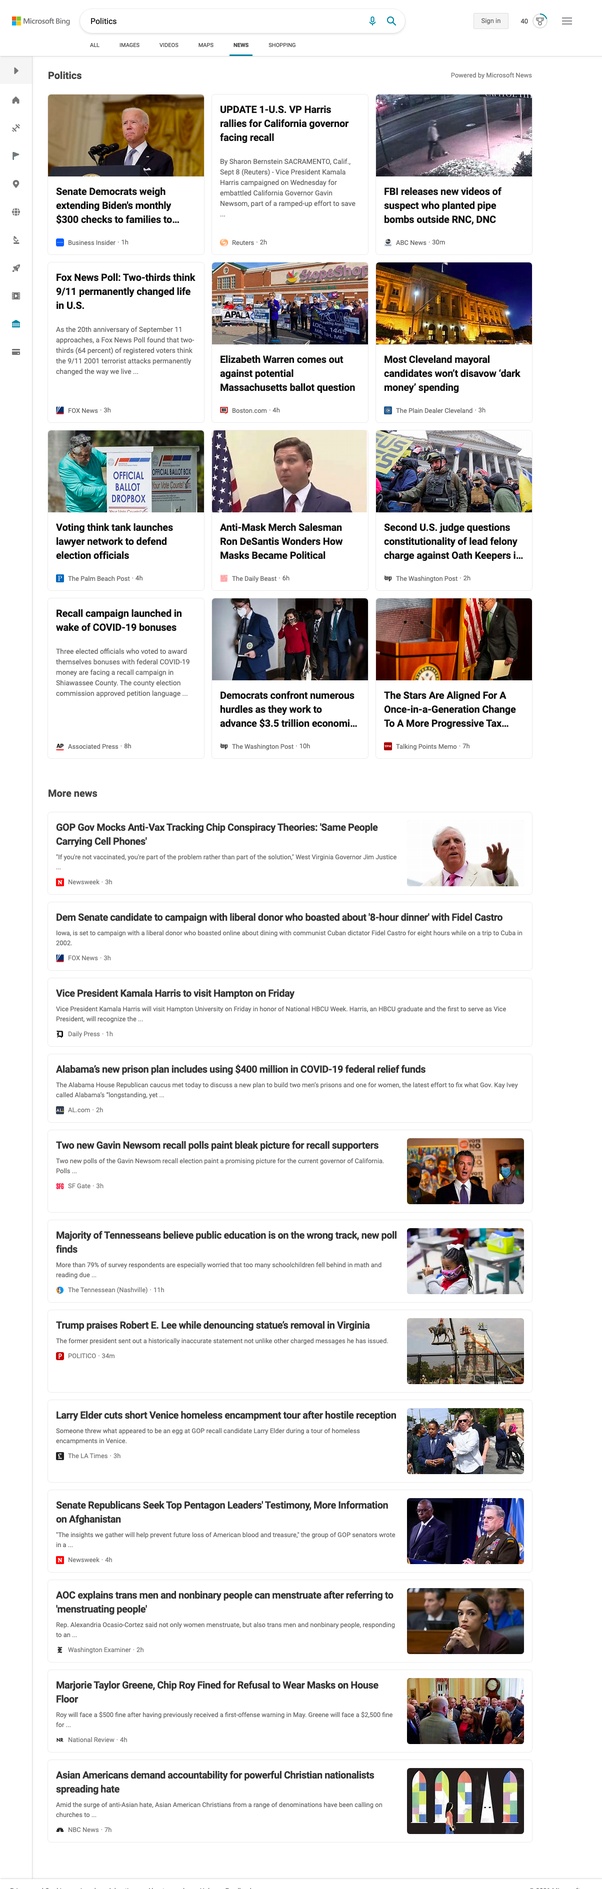 Microsoft Bing
Politics
Sign in
40
ALL
IMAGES
VIDEOS
MAPS
NEWS
SHOPPING
Politics
Powered by Microsoft News
Senate Democrats weigh
extending Biden's monthly
$300 checks to families to...
Business Insider · 1h
UPDATE 1-U.S. VP Harris
rallies for California governor
facing recall
By Sharon Bernstein SACRAMENTO, Calif.,
Sept 8 (Reuters) - Vice President Kamala
Harris campaigned on Wednesday for
embattled California Governor Gavin
Newsom, part of a ramped-up effort to save
...
Reuters · 2h
FBI releases new videos of
suspect who planted pipe
bombs outside RNC, DNC
ABC News · 30m
Fox News Poll: Two-thirds think
9/11 permanently changed life
in U.S.
As the 20th anniversary of September 11
approaches, a Fox News Poll found that two-
thirds (64 percent) of registered voters think
the 9/11 2001 terrorist attacks permanently
changed the way we live ...
FOX News · 3h
Stop&Shop
APALA
1445
Elizabeth Warren comes out
against potential
Massachusetts ballot question
Boston.com · 4h
Most Cleveland mayoral
candidates won't disavow 'dark
money' spending
The Plain Dealer Cleveland · 3h
OFFICIAL
BALLOT
DROPBOX
OFFICIAL
BALLOT BOX
Voting think tank launches
lawyer network to defend
election officials
The Palm Beach Post · 4h
Anti-Mask Merch Salesman
Ron DeSantis Wonders How
Masks Became Political
The Daily Beast · 6h
Second U.S. judge questions
constitutionality of lead felony
charge against Oath Keepers i...
The Washington Post · 2h
Recall campaign launched in
wake of COVID-19 bonuses
Three elected officials who voted to award
themselves bonuses with federal COVID-19
money are facing a recall campaign in
Shiawassee County. The county election
commission approved petition language ...
AP Associated Press · 8h
Democrats confront numerous
hurdles as they work to
advance $3.5 trillion economi...
The Washington Post · 10h
The Stars Are Aligned For A
Once-in-a-Generation Change
To A More Progressive Tax...
Talking Points Memo · 7h
More news
GOP Gov Mocks Anti-Vax Tracking Chip Conspiracy Theories: 'Same People
Carrying Cell Phones'
"If you're not vaccinated, you're part of the problem rather than part of the solution," West Virginia Governor Jim Justice
...
N Newsweek · 3h
Dem Senate candidate to campaign with liberal donor who boasted about '8-hour dinner' with Fidel Castro
Iowa, is set to campaign with a liberal donor who boasted online about dining with communist Cuban dictator Fidel Castro for eight hours while on a trip to Cuba in
2002.
FOX News · 3h
Vice President Kamala Harris to visit Hampton on Friday
Vice President Kamala Harris will visit Hampton University on Friday in honor of National HBCU Week. Harris, an HBCU graduate and the first to serve as Vice
President, will recognize the ...
Daily Press · 1h
Alabama's new prison plan includes using $400 million in COVID-19 federal relief funds
The Alabama House Republican caucus met today to discuss a new plan to build two men's prisons and one for women, the latest effort to fix what Gov. Kay Ivey
called Alabama's "longstanding, yet ...
AL.com · 2h
Two new Gavin Newsom recall polls paint bleak picture for recall supporters
Two new polls of the Gavin Newsom recall election paint a promising picture for the current governor of California.
Polls ...
SF Gate · 3h
Majority of Tennesseans believe public education is on the wrong track, new poll
finds
More than 79% of survey respondents are especially worried that too many schoolchildren fell behind in math and
reading due ...
The Tennessean (Nashville) · 11h
Trump praises Robert E. Lee while denouncing statue's removal in Virginia
The former president sent out a historically inaccurate statement not unlike other charged messages he has issued.
P POLITICO · 34m
Larry Elder cuts short Venice homeless encampment tour after hostile reception
Someone threw what appeared to be an egg at GOP recall candidate Larry Elder during a tour of homeless
encampments in Venice.
The LA Times · 3h
Senate Republicans Seek Top Pentagon Leaders' Testimony, More Information
on Afghanistan
"The insights we gather will help prevent future loss of American blood and treasure," the group of GOP senators wrote
in a ...
N Newsweek · 4h
AOC explains trans men and nonbinary people can menstruate after referring to
'menstruating people'
Rep. Alexandria Ocasio-Cortez said not only women menstruate, but also trans men and nonbinary people, responding
to an ...
Washington Examiner · 2h
Marjorie Taylor Greene, Chip Roy Fined for Refusal to Wear Masks on House
Floor
Roy will face a $500 fine after having previously received a first-offense warning in May. Greene will face a $2,500 fine
for ...
NR National Review · 4h
Asian Americans demand accountability for powerful Christian nationalists
spreading hate
Amid the surge of anti-Asian hate, Asian American Christians from a range of denominations have been calling on
churches to ...
NBC News · 7h